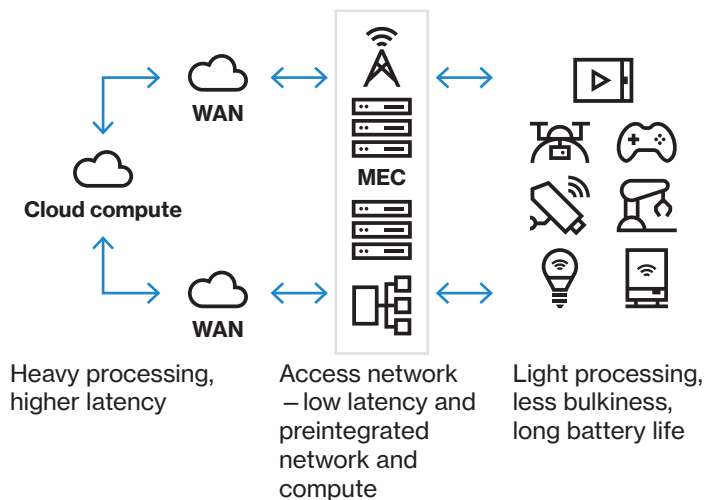 WAN
MEC
Cloud compute
WAN
Heavy processing,
higher latency
Access network
—low latency and
preintegrated
network and
compute
Light processing,
less bulkiness,
long battery life